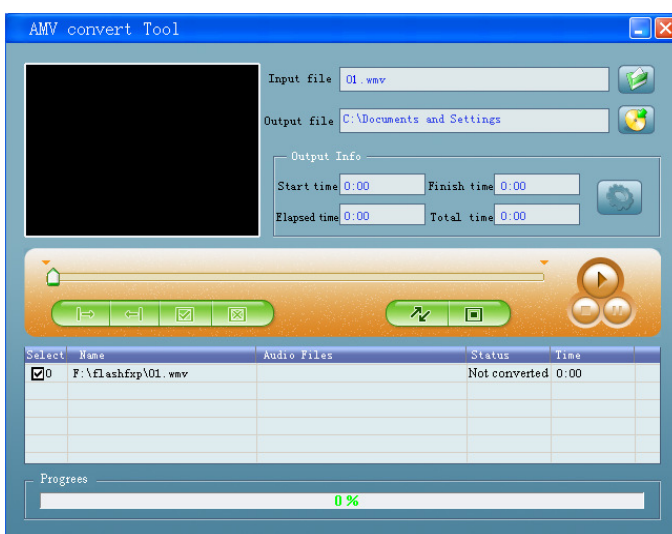 AMV convert Tool
Input file 01.wmv
Output file C:\Documents and Settings
Output Info
Start time 0:00 Finish time 0:00
Elapsed time 0:00 Total time 0:00
Select Name Audio Files Status Time
0 F:\flashfxp\01.wmv Not converted 0:00
Progrees
0%